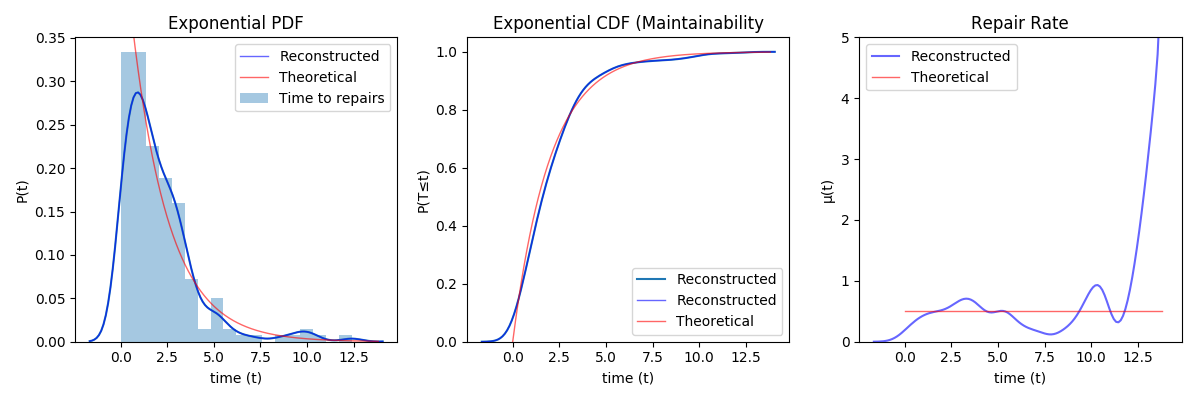 Exponential PDF
P(t)
0.35
0.30
0.25
0.20
0.15
0.10
0.05
0.00
Reconstructed
Theoretical
Time to repairs
0.0 2.5 5.0 7.5 10.0 12.5
time (t)
Exponential CDF (Maintainability
P(T≤t)
1.0
0.8
0.6
0.4
0.2
0.0
Reconstructed
Reconstructed
Theoretical
0.0 2.5 5.0 7.5 10.0 12.5
time (t)
Repair Rate
μ(t)
5
4
3
2
1
0
Reconstructed
Theoretical
0.0 2.5 5.0 7.5 10.0 12.5
time (t)